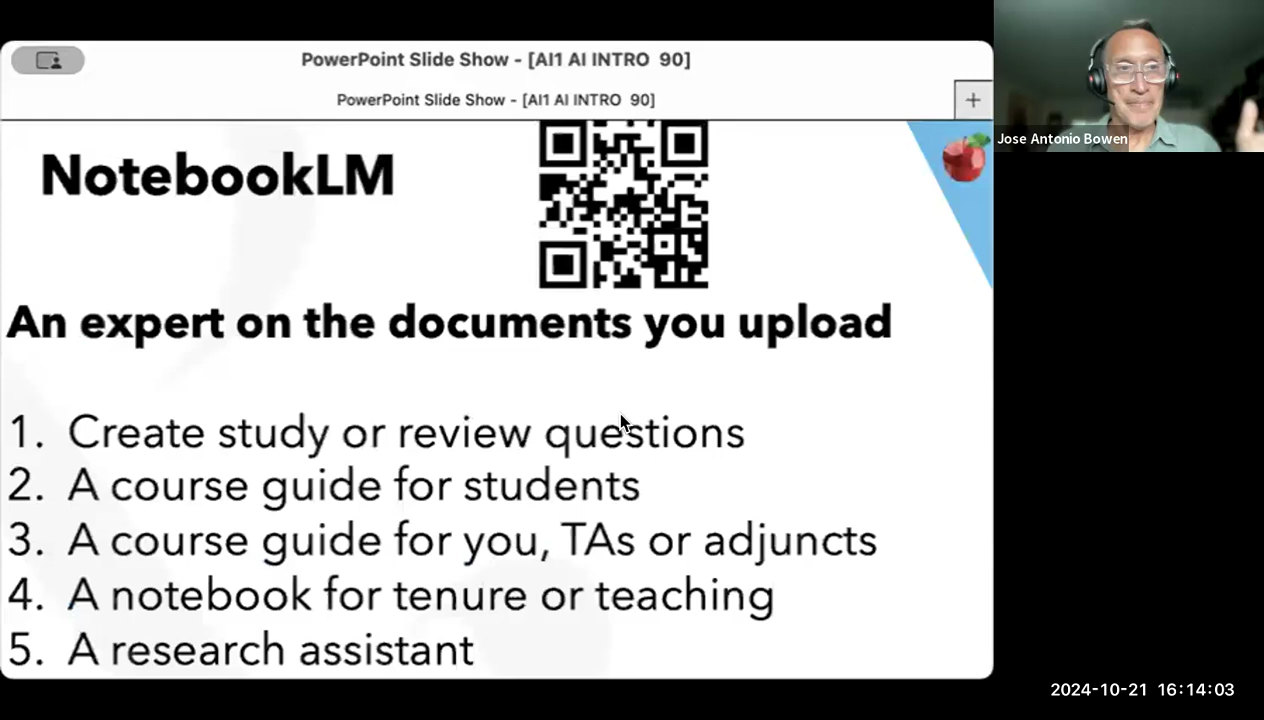 PowerPoint Slide Show - [AI1 AI INTRO  90]
PowerPoint Slide Show - [AI1 AI INTRO  90]
+
Jose Antonio Bowen
NotebookLM
An expert on the documents you upload
1. Create study or review questions
2. A course guide for students
3. A course guide for you, TAs or adjuncts
4. A notebook for tenure or teaching
5. A research assistant
2024-10-21 16:14:03